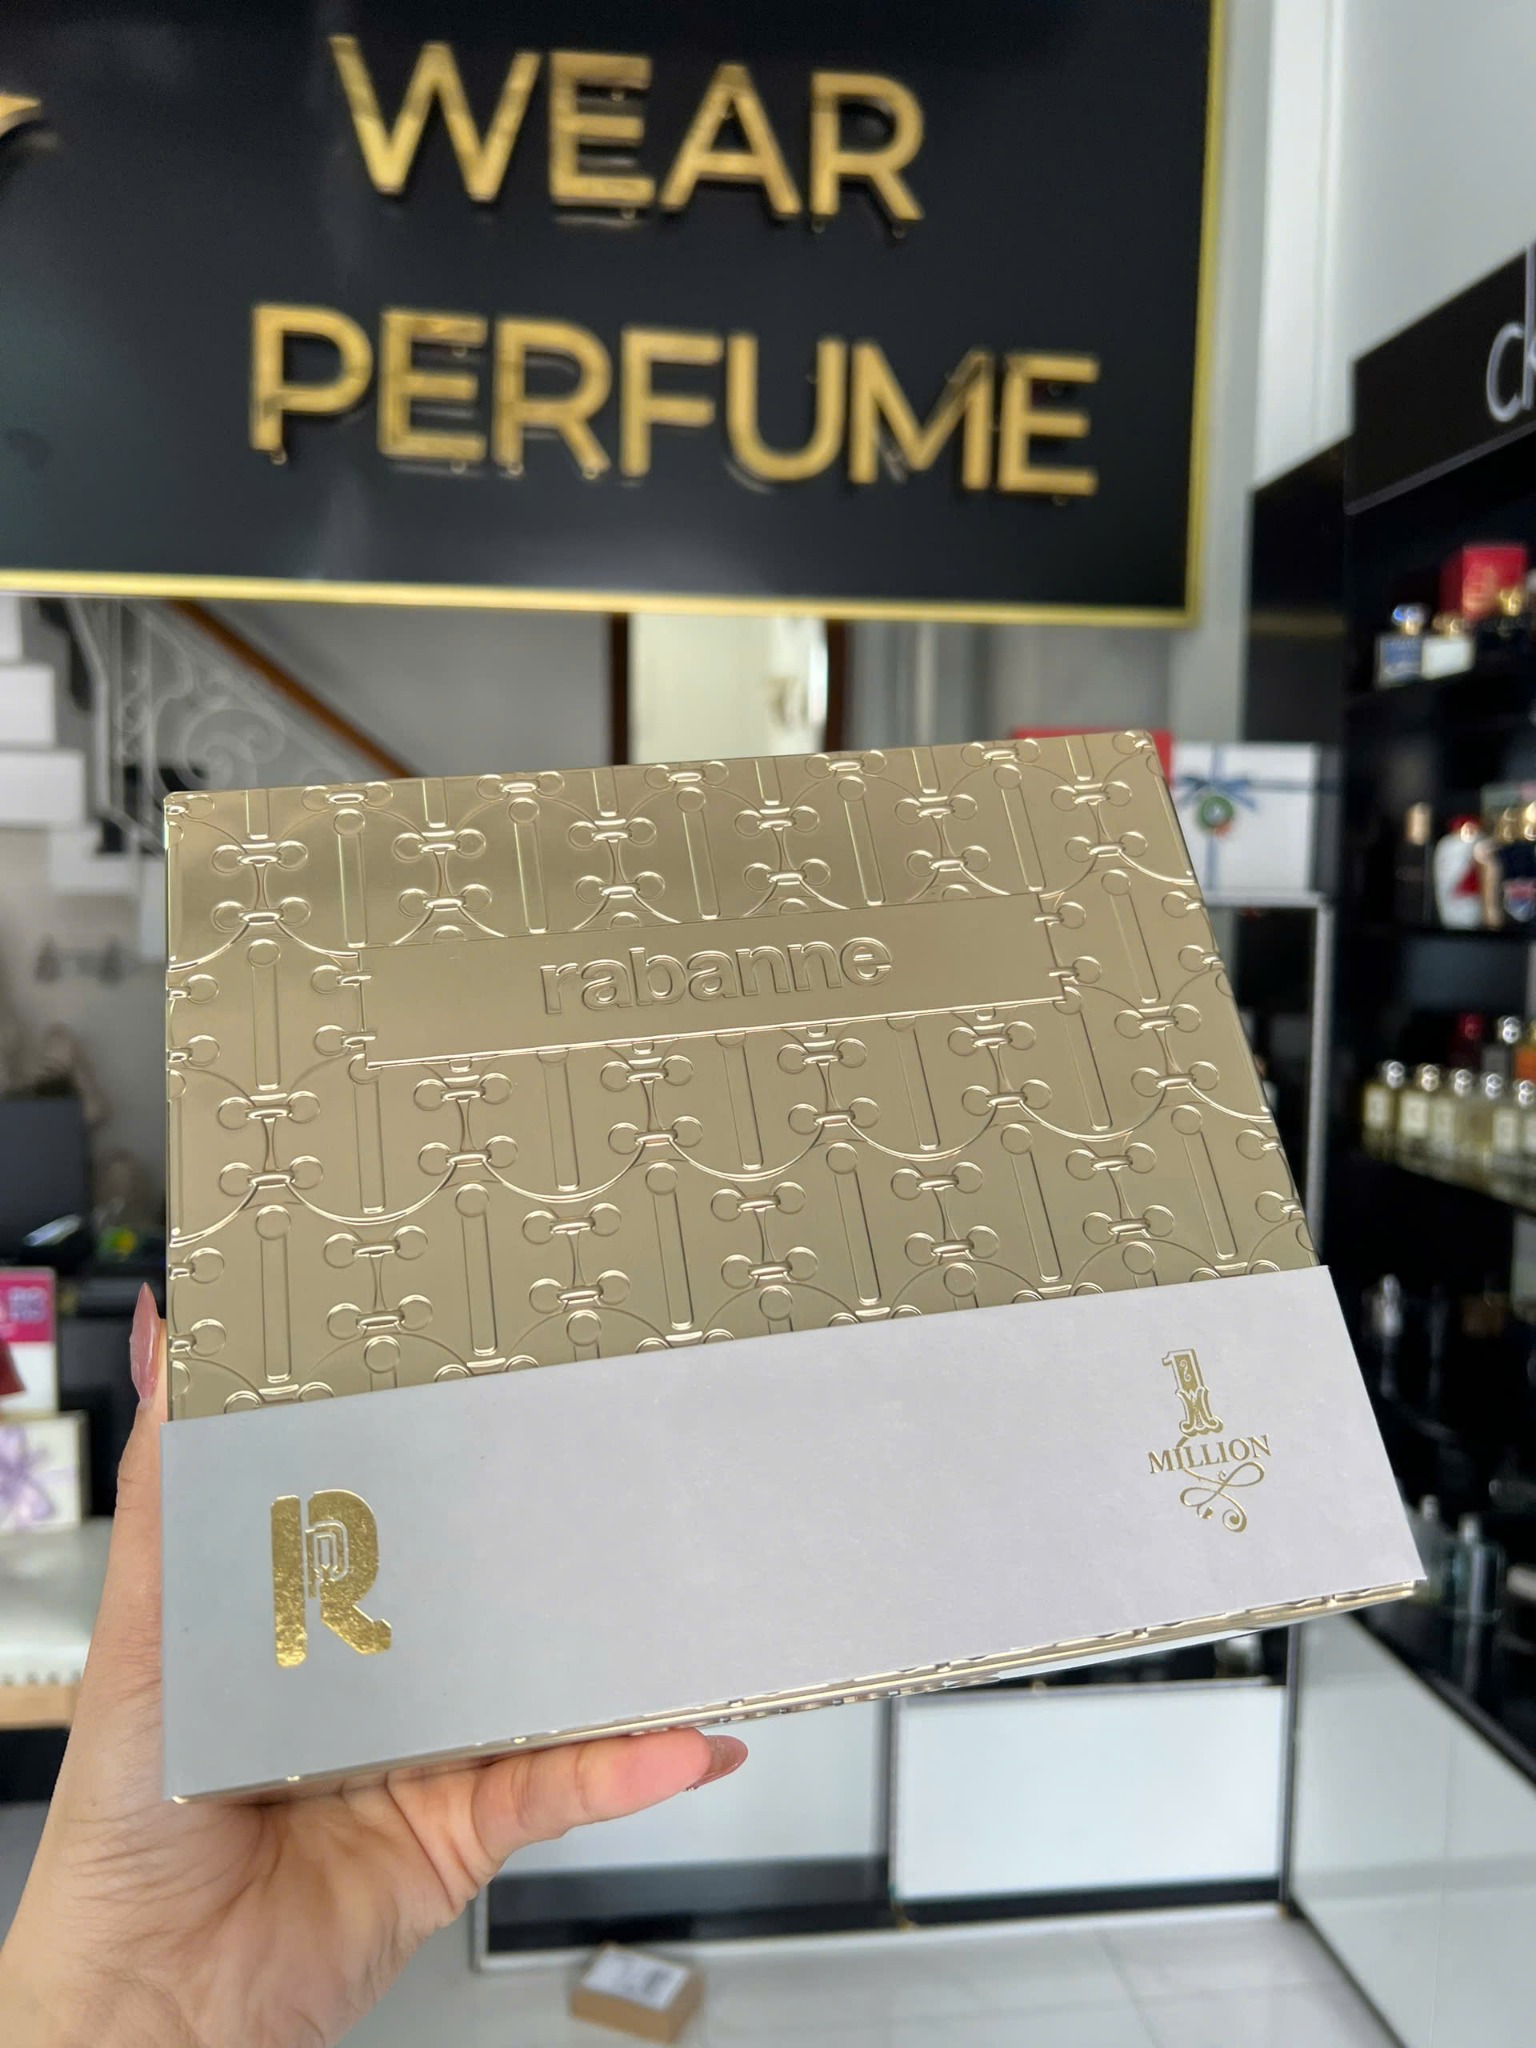 WEAR
PERFUME
rabanne
1
MILLION
R